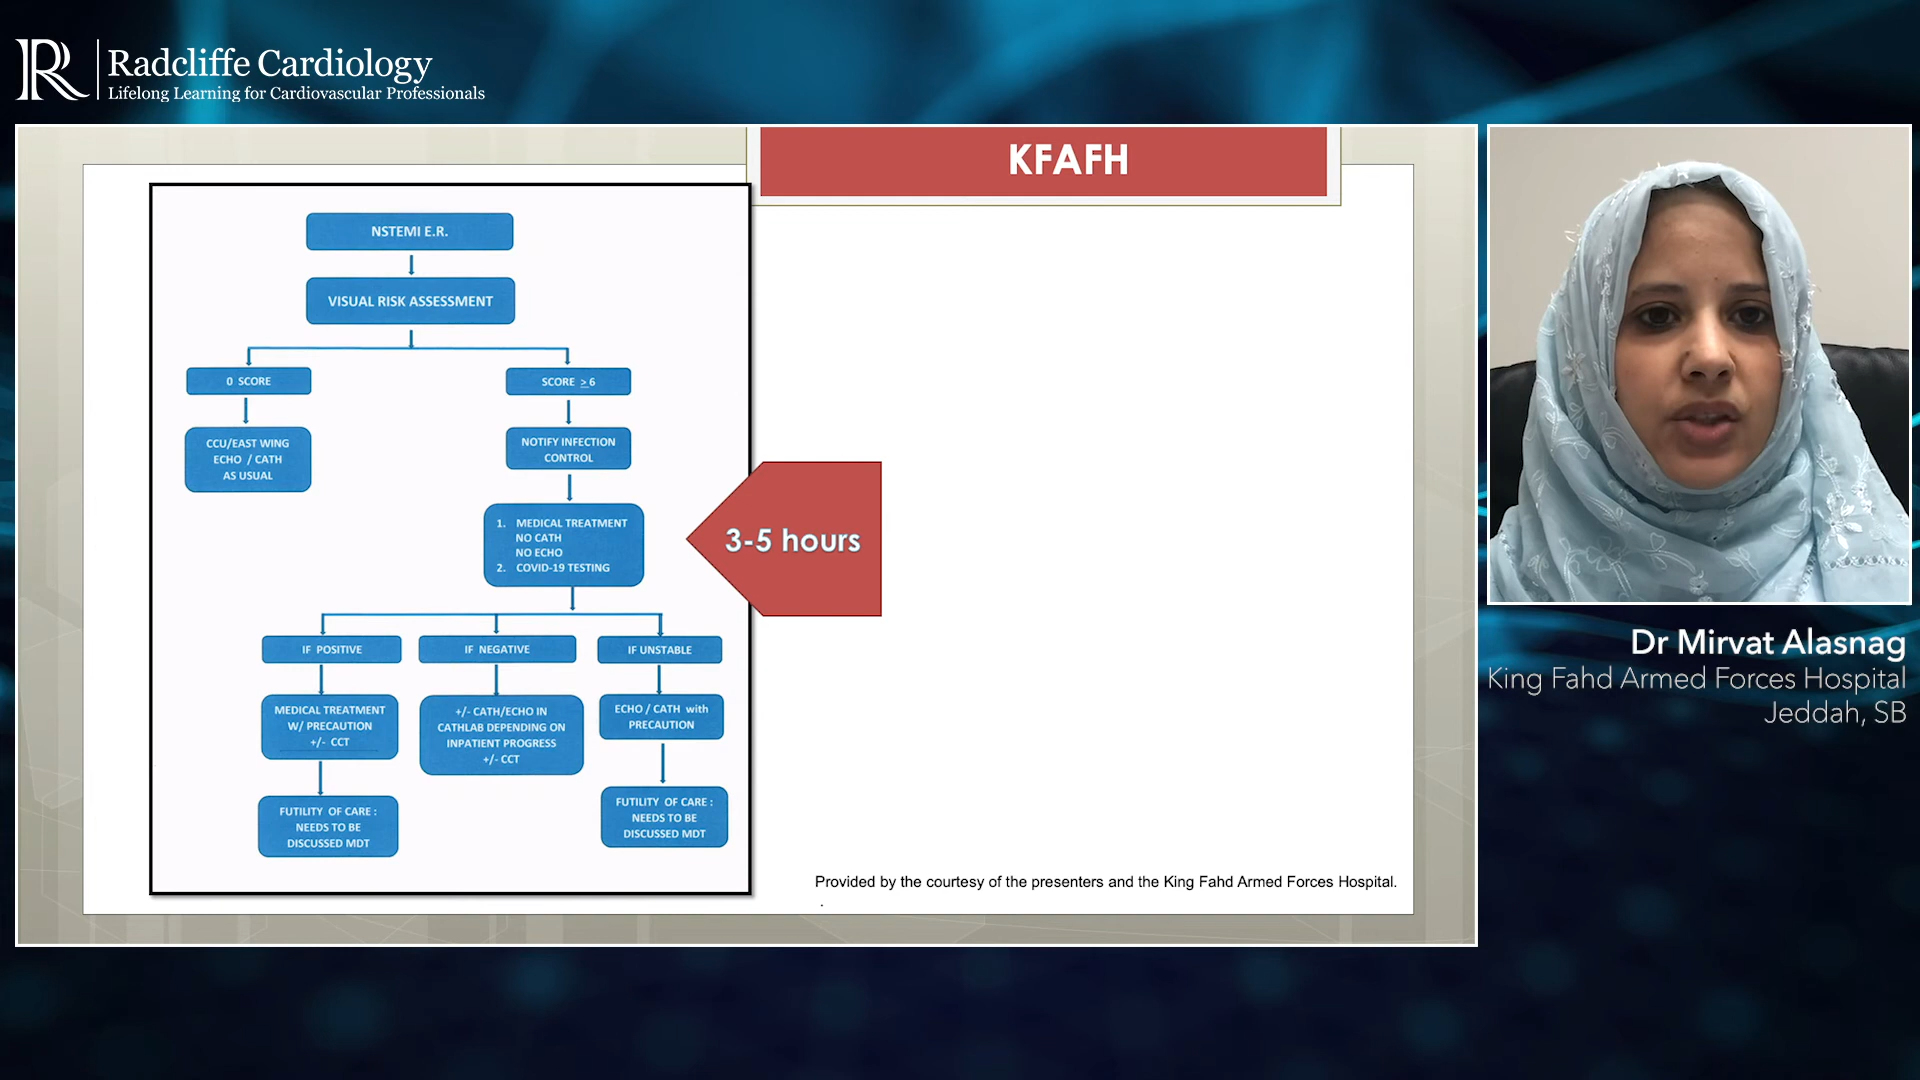 Radcliffe Cardiology
Lifelong Learning for Cardiovascular Professionals
KFAFH
NSTEMI E.R.
VISUAL RISK ASSESSMENT
0 SCORE
SCORE ≥ 6
CCU/EAST WING
ECHO / CATH
AS USUAL
NOTIFY INFECTION
CONTROL
1. MEDICAL TREATMENT
NO CATH
NO ECHO
2. COVID-19 TESTING
3-5 hours
IF POSITIVE
IF NEGATIVE
IF UNSTABLE
MEDICAL TREATMENT
W/ PRECAUTION
+/- CCT
+/- CATH/ECHO IN
CATHLAB DEPENDING ON
INPATIENT PROGRESS
+/- CCT
ECHO / CATH with
PRECAUTION
FUTILITY OF CARE :
NEEDS TO BE
DISCUSSED MDT
FUTILITY OF CARE :
NEEDS TO BE
DISCUSSED MDT
Provided by the courtesy of the presenters and the King Fahd Armed Forces Hospital.
.
Dr Mirvat Alasnag
King Fahd Armed Forces Hospital
Jeddah, SB